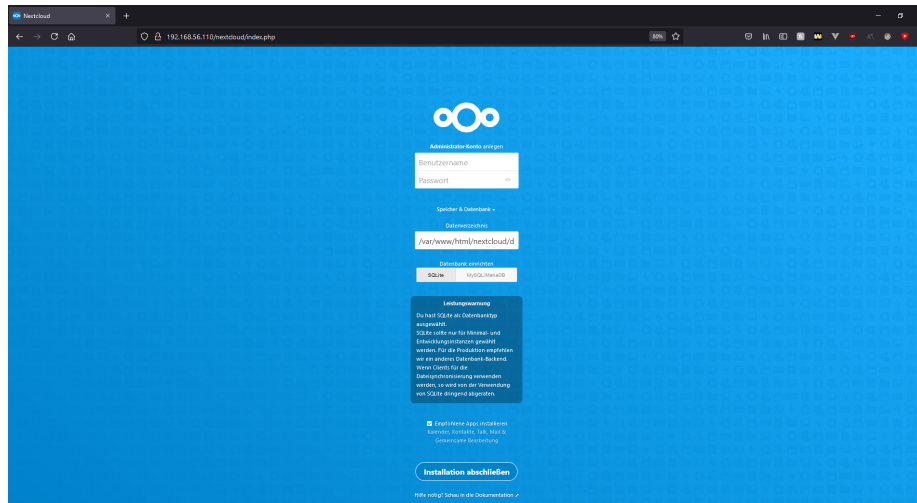 Nextcloud
192.168.56.110/nextcloud/index.php
80%
Administrator-Konto anlegen
Benutzername
Passwort
Speicher & Datenbank
Datenverzeichnis
/var/www/html/nextcloud/d
Datenbank einrichten
SQLite
MySQL/MariaDB
Leistungswarnung
Du hast SQLite als Datenbanktyp
ausgewählt.
SQLite sollte nur für Minimal- und
Entwicklungsinstanzen gewählt
werden. Für die Produktion empfehlen
wir ein anderes Datenbank-Backend.
Wenn Clients für die
Dateisynchronisierung verwenden
werden, so wird von der Verwendung
von SQLite dringend abgeraten.
Empfohlene Apps installieren
Kalender, Kontakte, Talk, Mail &
Gemeinsame Bearbeitung
Installation abschließen
Hilfe nötig? Schau in die Dokumentation ↗